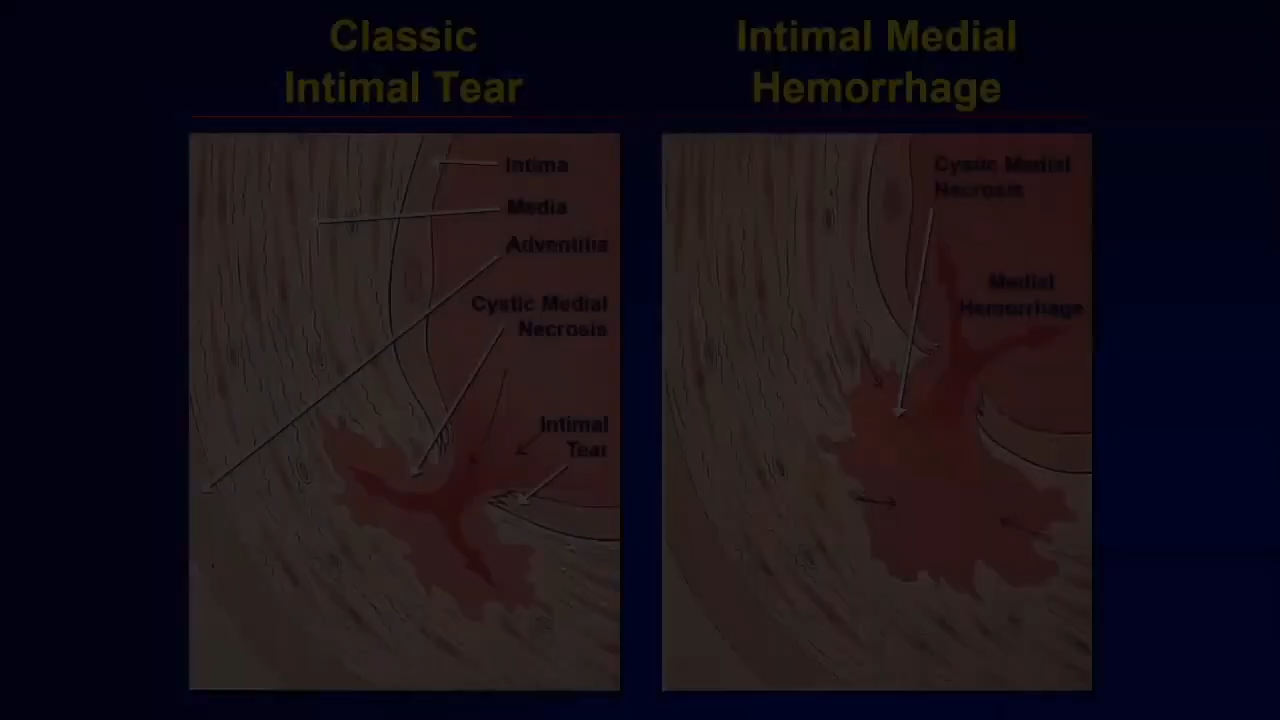 Classic
Intimal Tear
Intima
Media
Adventitia
Cystic Medial
Necrosis
Intimal
Tear
Intimal Medial
Hemorrhage
Cystic Medial
Necrosis
Medial
Hemorrhage